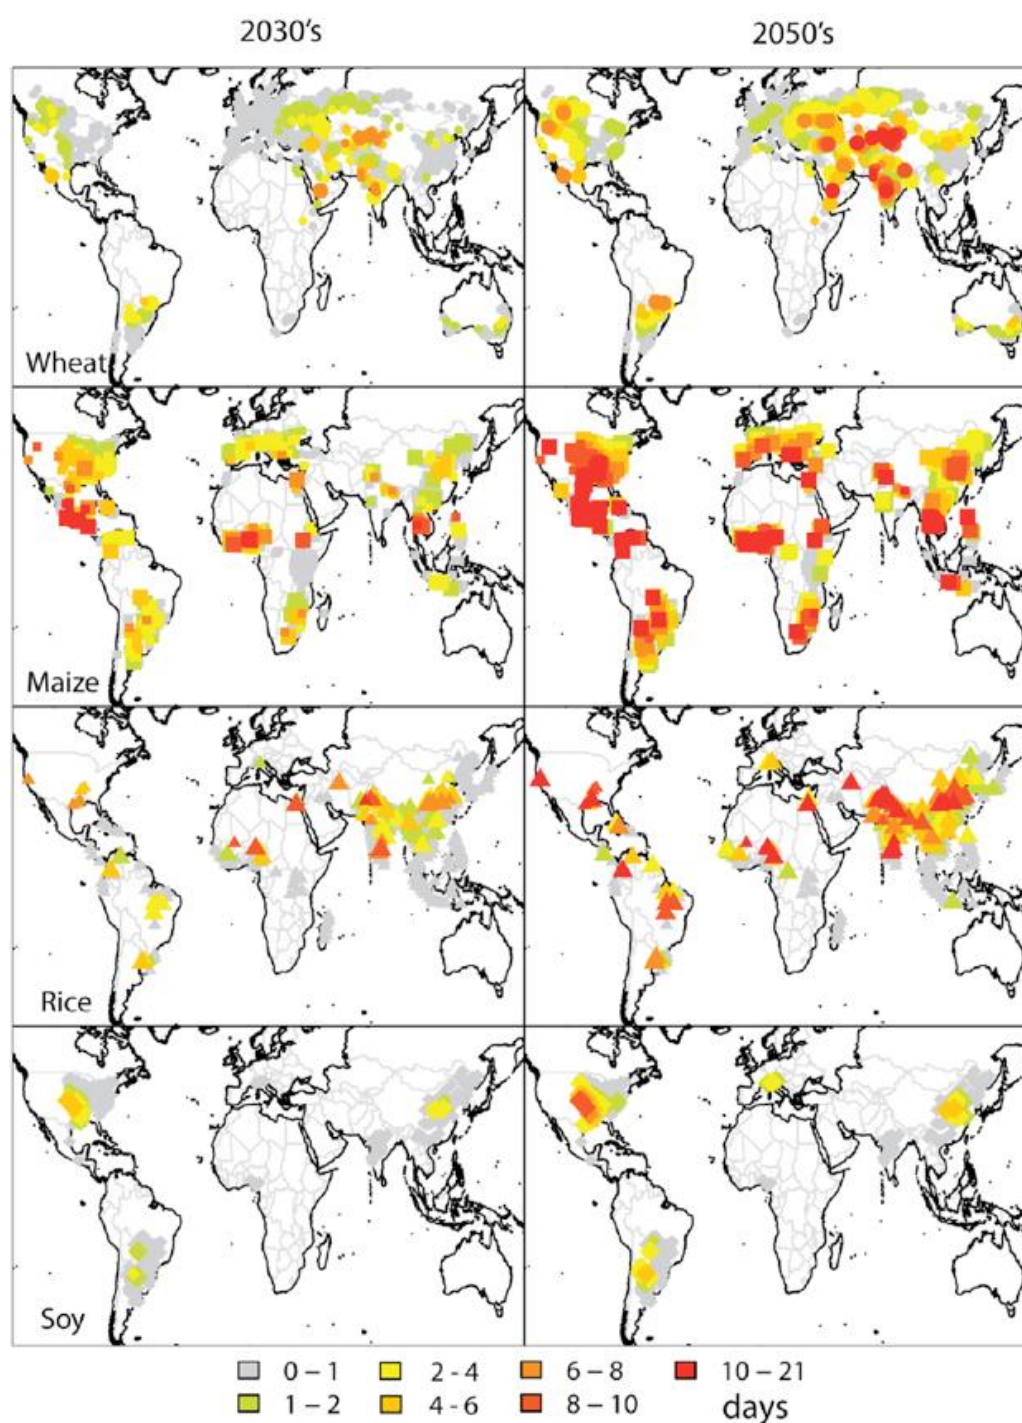 2030's 2050's
Wheat
Maize
Rice
Soy
0 – 1 2 - 4 6 – 8 10 – 21
1 – 2 4 - 6 8 – 10 days